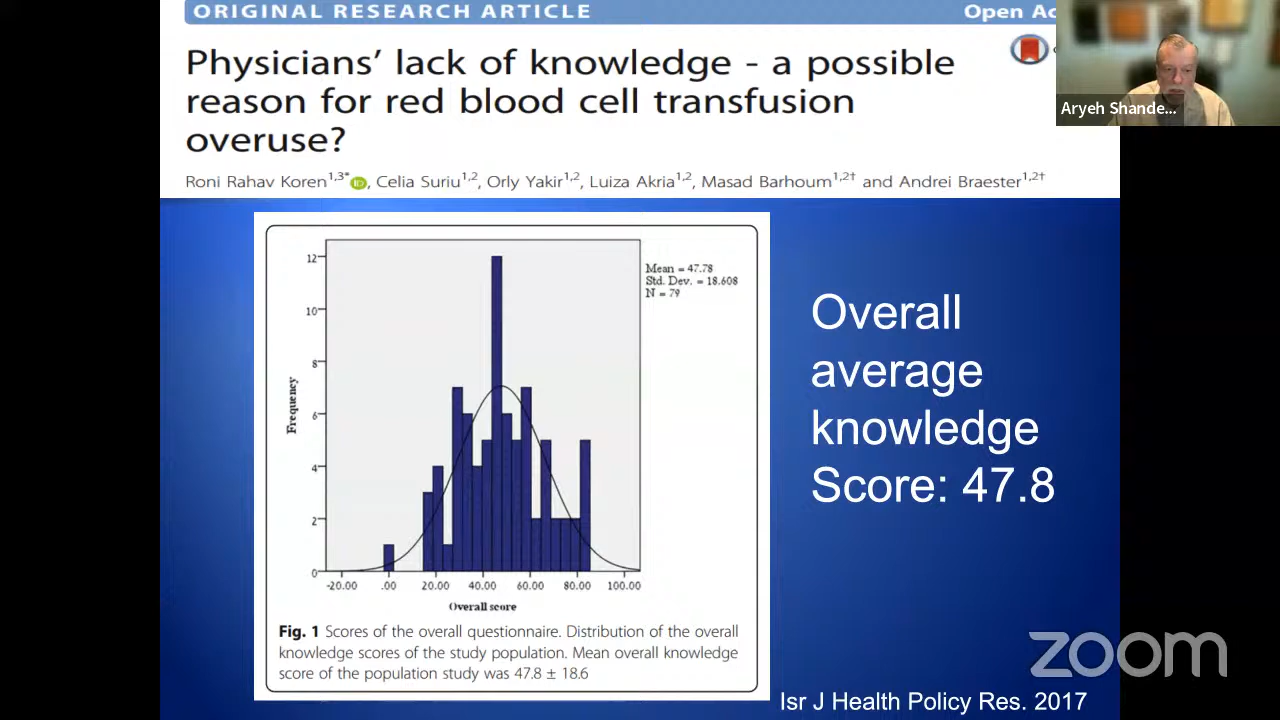 ORIGINAL RESEARCH ARTICLE
Open Ac
Physicians’ lack of knowledge - a possible
reason for red blood cell transfusion
overuse?
Roni Rahav Koren1,3*, Celia Suriu1,2, Orly Yakir1,2, Luiza Akria1,2, Masad Barhoum1,2† and Andrei Braester1,2†
Aryeh Shande...
12
10
8
6
4
2
0
Frequency
-20.00 .00 20.00 40.00 60.00 80.00 100.00
Overall score
Mean = 47.78
Std. Dev. = 18.608
N = 79
Fig. 1 Scores of the overall questionnaire. Distribution of the overall
knowledge scores of the study population. Mean overall knowledge
score of the population study was 47.8 ± 18.6
Overall
average
knowledge
Score: 47.8
zoom
Isr J Health Policy Res. 2017